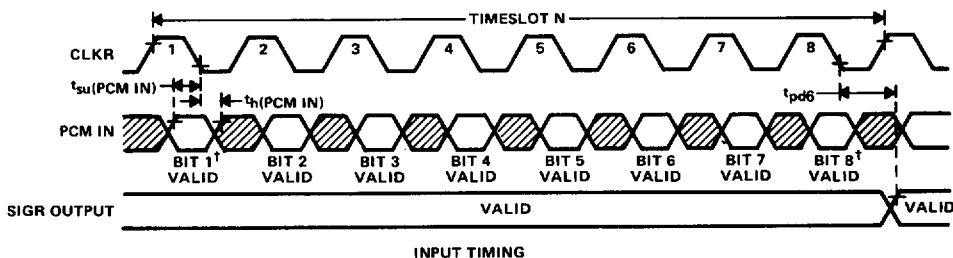 TIMESLOT N
CLKR
1 2 3 4 5 6 7 8
tsu(PCM IN)
th(PCM IN)
tpd6
PCM IN
BIT 1† VALID
BIT 2 VALID
BIT 3 VALID
BIT 4 VALID
BIT 5 VALID
BIT 6 VALID
BIT 7 VALID
BIT 8† VALID
SIGR OUTPUT
VALID
VALID
INPUT TIMING